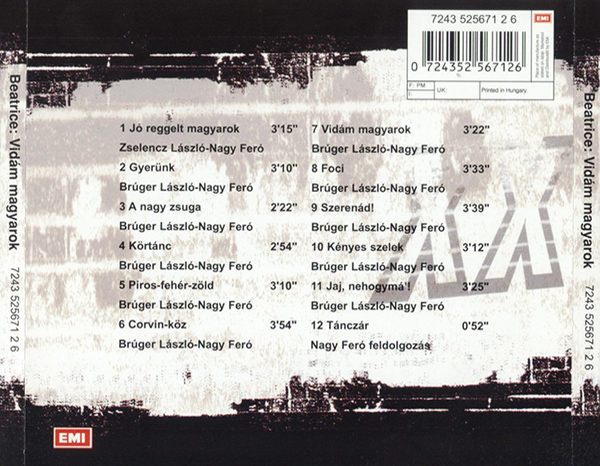 Beatrice: Vidám magyarok 7243 525671 2 6
7243 525671 2 6
EMI
0 724352 567126
F: PM
I:
UK:
Printed in Hungary.
1 Jó reggelt magyarok 3'15"
Zselencz László-Nagy Feró
2 Gyerünk 3'10"
Brúger László-Nagy Feró
3 A nagy zsuga 2'22"
Brúger László-Nagy Feró
4 Körtánc 2'54"
Brúger László-Nagy Feró
5 Piros-fehér-zöld 3'10"
Brúger László-Nagy Feró
6 Corvin-köz 3'54"
Brúger László-Nagy Feró
7 Vidám magyarok 3'22"
Brúger László-Nagy Feró
8 Foci 3'33"
Brúger László-Nagy Feró
9 Szerenád! 3'39"
Brúger László-Nagy Feró
10 Kényes szelek 3'12"
Brúger László-Nagy Feró
11 Jaj, nehogymá'! 3'25"
Brúger László-Nagy Feró
12 Tánczár 0'52"
Nagy Feró feldolgozás
EMI
Beatrice: Vidám magyarok 7243 525671 2 6